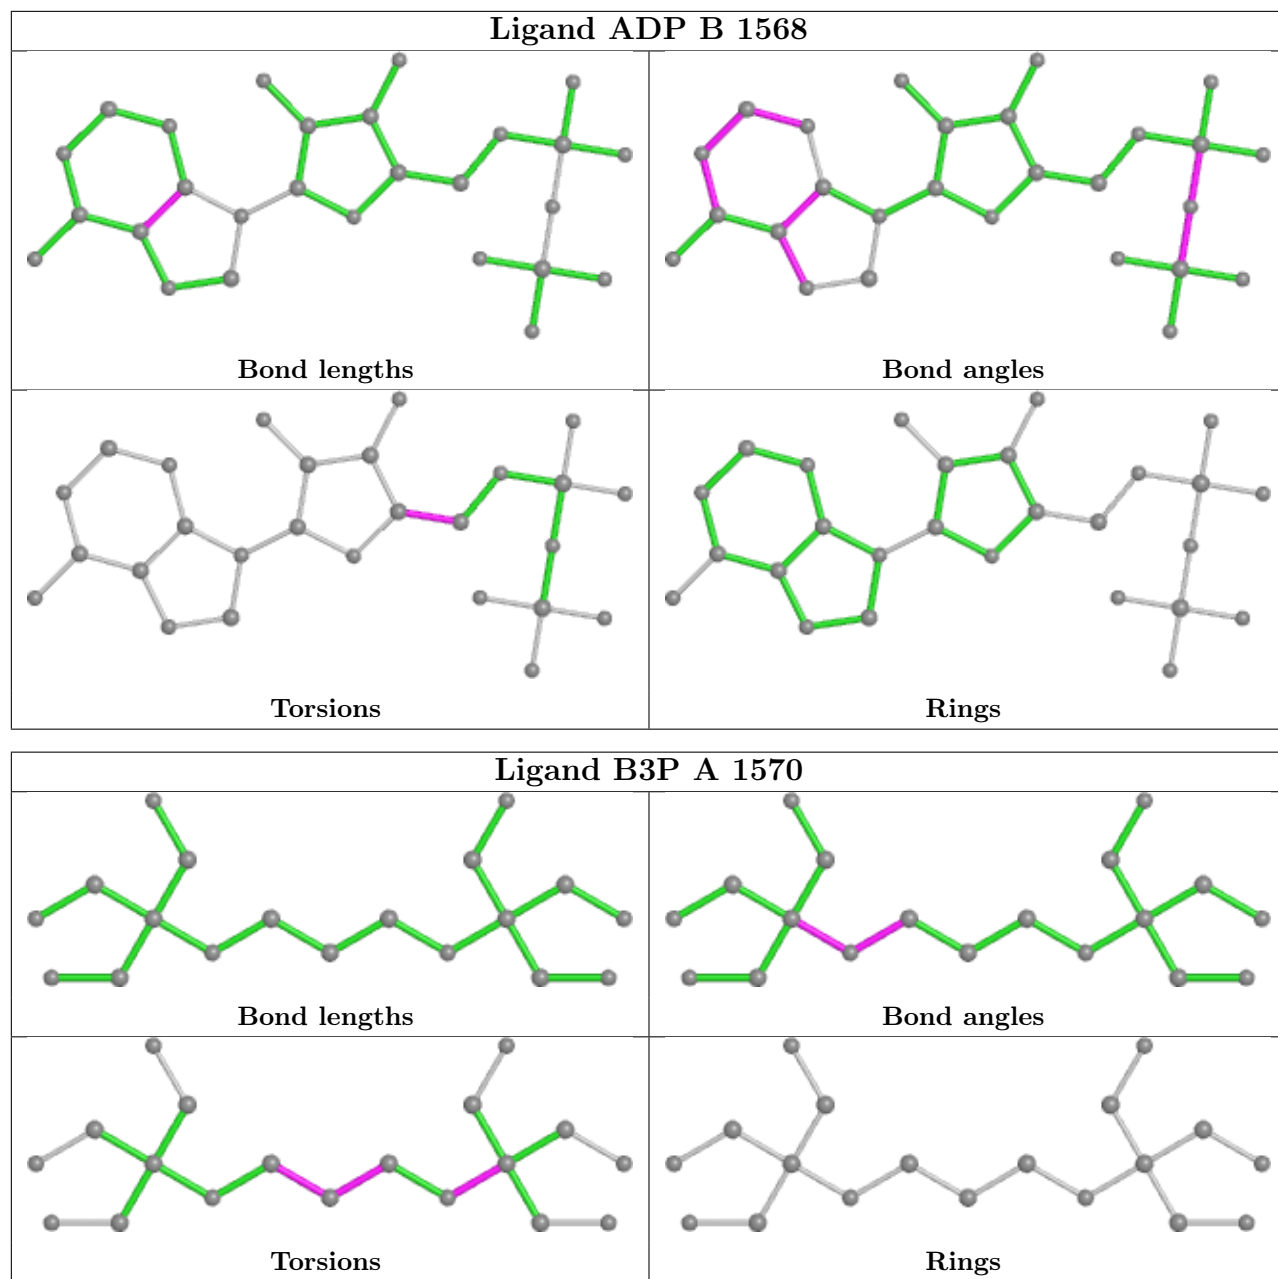 Ligand ADP B 1568
Bond lengths
Bond angles
Torsions
Rings
Ligand B3P A 1570
Bond lengths
Bond angles
Torsions
Rings